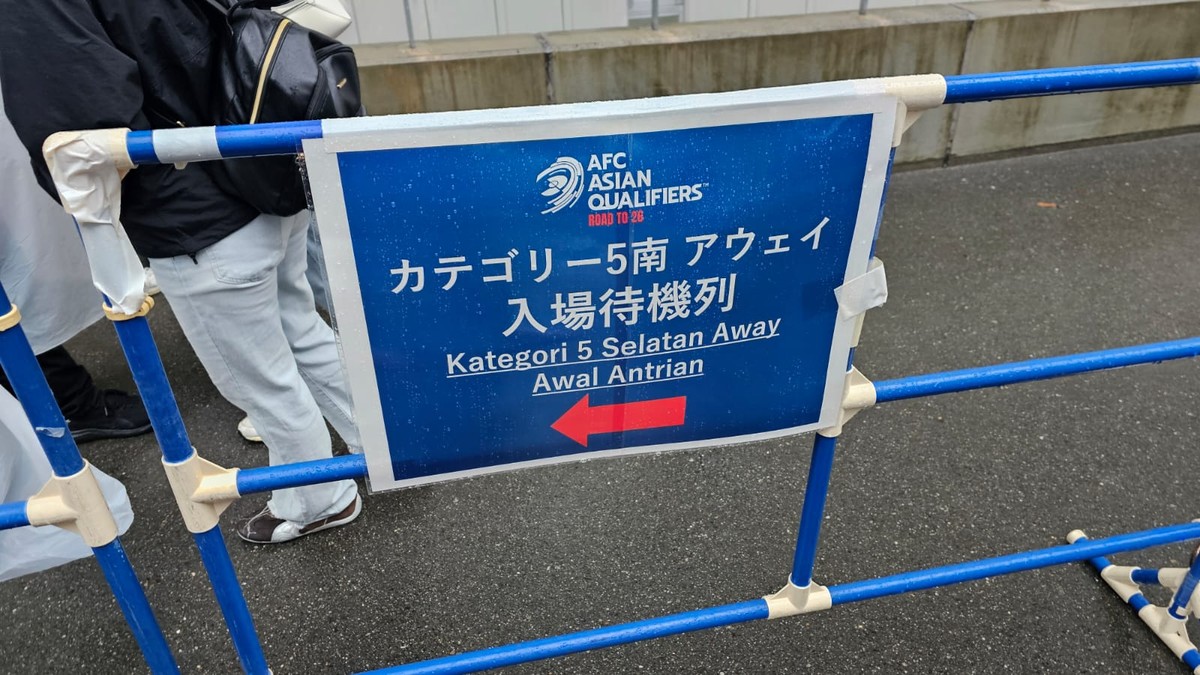 AFC
ASIAN
QUALIFIERS™
ROAD TO 26
カテゴリー5南 アウェイ
入場待機列
Kategori 5 Selatan Away
Awal Antrian